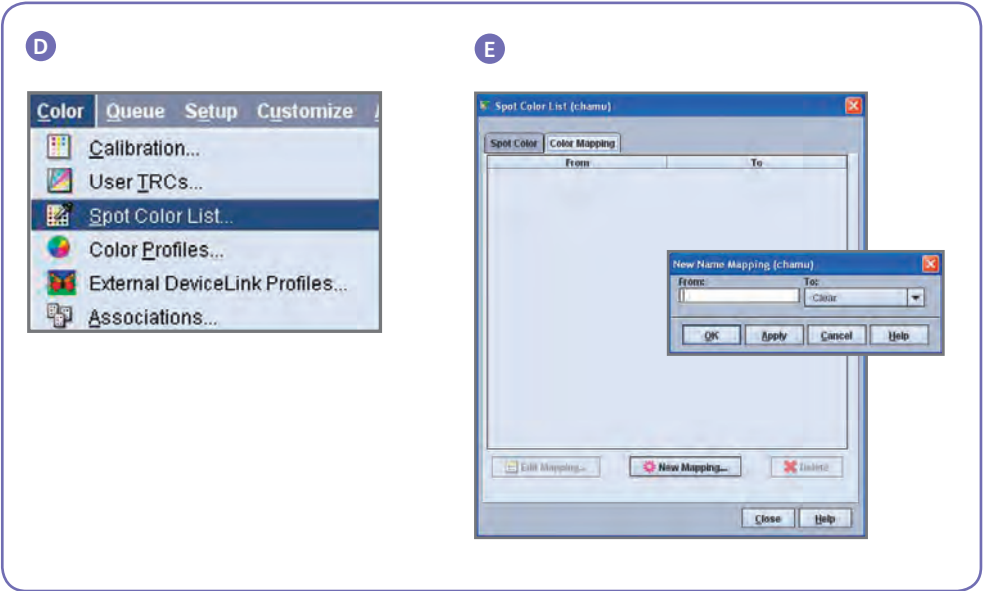 D
Color Queue Setup Customize
Calibration...
User TRCs...
Spot Color List...
Color Profiles...
External DeviceLink Profiles...
Associations...
E
Spot Color List (chamu)
Spot Color Color Mapping
From To
New Name Mapping (chamu)
From: To:
Clear
OK Apply Cancel Help
Edit Mapping... New Mapping... Delete
Close Help